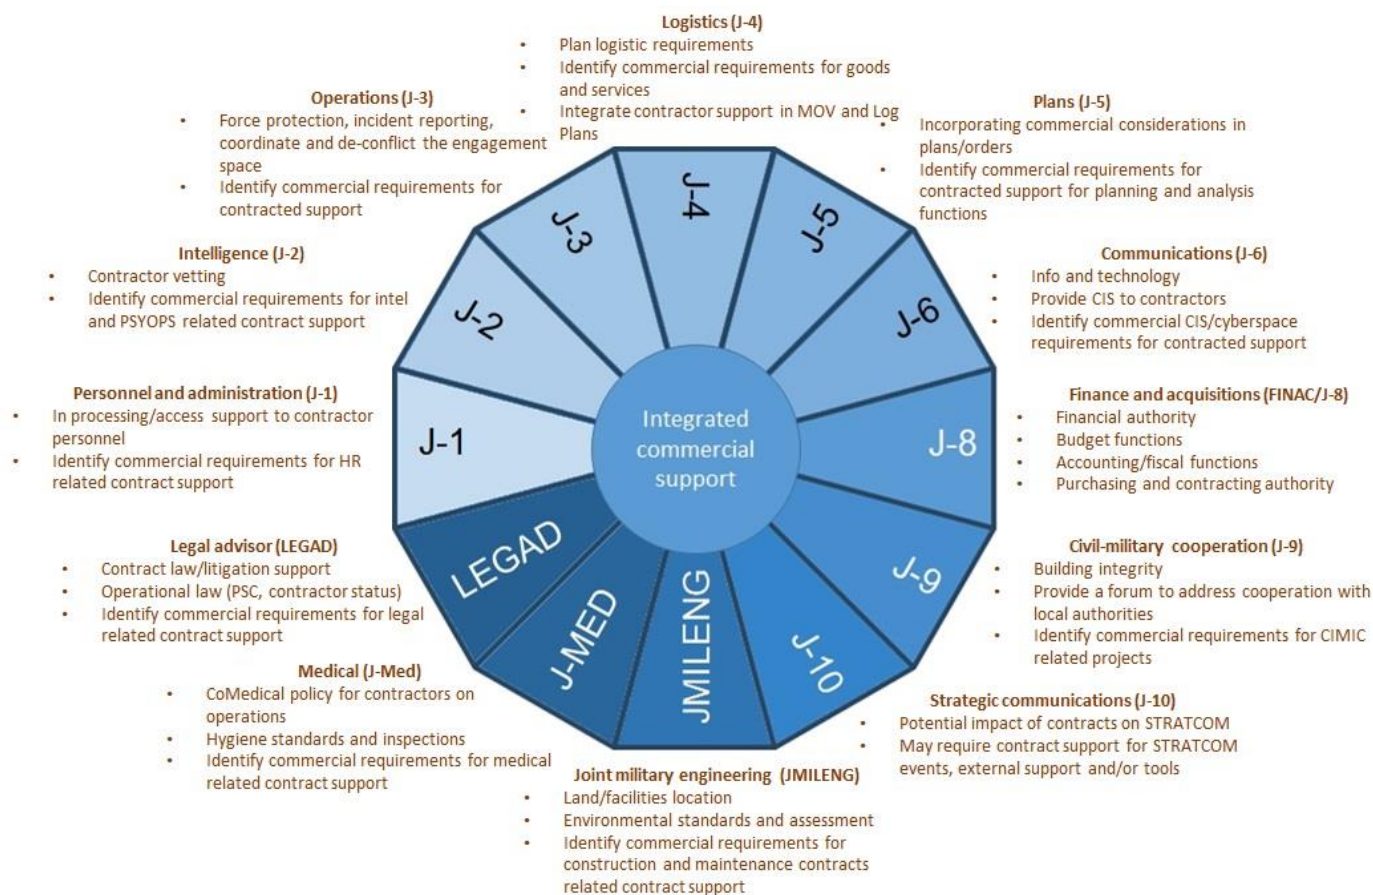 Logistics (J-4)
• Plan logistic requirements
• Identify commercial requirements for goods
and services
• Integrate contractor support in MOV and Log
Plans
Operations (J-3)
• Force protection, incident reporting,
coordinate and de-conflict the engagement
space
• Identify commercial requirements for
contracted support
Plans (J-5)
• Incorporating commercial considerations in
plans/orders
• Identify commercial requirements for
contracted support for planning and analysis
functions
Intelligence (J-2)
• Contractor vetting
• Identify commercial requirements for intel
and PSYOPS related contract support
Communications (J-6)
• Info and technology
• Provide CIS to contractors
• Identify commercial CIS/cyberspace
requirements for contracted support
Personnel and administration (J-1)
• In processing/access support to contractor
personnel
• Identify commercial requirements for HR
related contract support
Finance and acquisitions (FINAC/J-8)
• Financial authority
• Budget functions
• Accounting/fiscal functions
• Purchasing and contracting authority
Legal advisor (LEGAD)
• Contract law/litigation support
• Operational law (PSC, contractor status)
• Identify commercial requirements for legal
related contract support
Civil-military cooperation (J-9)
• Building integrity
• Provide a forum to address cooperation with
local authorities
• Identify commercial requirements for CIMIC
related projects
Medical (J-Med)
• CoMedical policy for contractors on
operations
• Hygiene standards and inspections
• Identify commercial requirements for medical
related contract support
Strategic communications (J-10)
• Potential impact of contracts on STRATCOM
• May require contract support for STRATCOM
events, external support and/or tools
Joint military engineering (JMILENG)
• Land/facilities location
• Environmental standards and assessment
• Identify commercial requirements for
construction and maintenance contracts
related contract support
J-1
J-2
J-3
J-4
J-5
J-6
J-8
J-9
J-10
JMILENG
J-MED
LEGAD
Integrated
commercial
support